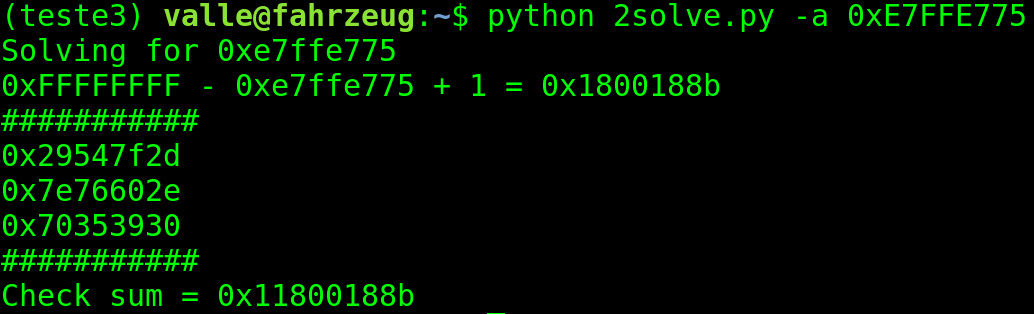 (teste3) valle@fahrzeug:~$ python 2solve.py -a 0xE7FFE775
Solving for 0xe7ffe775
0xFFFFFFFF - 0xe7ffe775 + 1 = 0x1800188b
###########
0x29547f2d
0x7e76602e
0x70353930
###########
Check sum = 0x11800188b